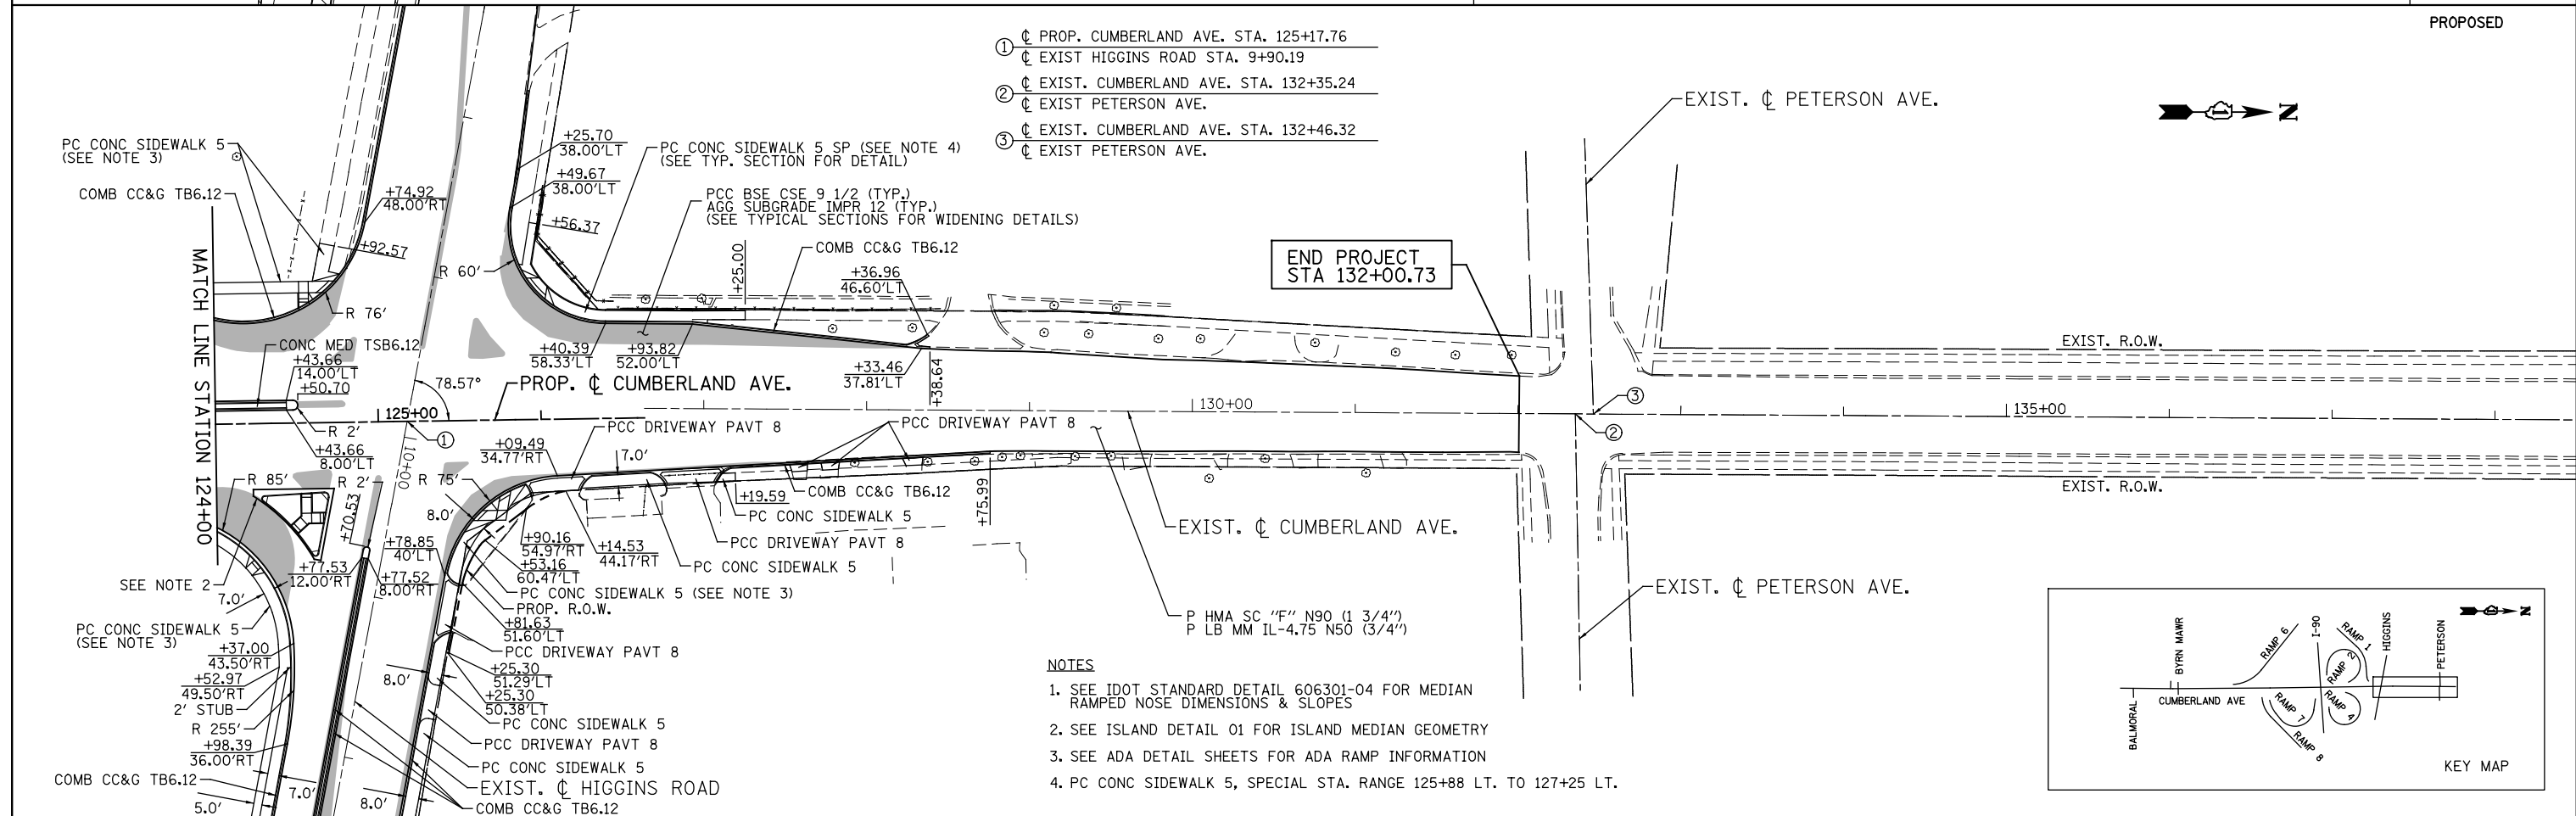 PROPOSED
① ℄ PROP. CUMBERLAND AVE. STA. 125+17.76
℄ EXIST HIGGINS ROAD STA. 9+90.19
② ℄ EXIST. CUMBERLAND AVE. STA. 132+35.24
℄ EXIST PETERSON AVE.
③ ℄ EXIST. CUMBERLAND AVE. STA. 132+46.32
℄ EXIST PETERSON AVE.
EXIST. ℄ PETERSON AVE.
N
PC CONC SIDEWALK 5
(SEE NOTE 3)
COMB CC&G TB6.12
+74.92
48.00'RT
+92.57
+25.70
38.00'LT
+49.67
38.00'LT
+56.37
PC CONC SIDEWALK 5 SP (SEE NOTE 4)
(SEE TYP. SECTION FOR DETAIL)
PCC BSE CSE 9 1/2 (TYP.)
AGG SUBGRADE IMPR 12 (TYP.)
(SEE TYPICAL SECTIONS FOR WIDENING DETAILS)
COMB CC&G TB6.12
+25.00
+36.96
46.60'LT
END PROJECT
STA 132+00.73
MATCH LINE STATION 124+00
R 60'
R 76'
CONC MED TSB6.12
+43.66
14.00'LT
+50.70
78.57°
PROP. ℄ CUMBERLAND AVE.
+40.39
58.33'LT
+93.82
52.00'LT
+33.46
37.81'LT
+38.64
EXIST. R.O.W.
125+00
130+00
135+00
①
②
③
R 2'
+43.66
8.00'LT
10+00
+09.49
34.77'RT
PCC DRIVEWAY PAVT 8
7.0'
PCC DRIVEWAY PAVT 8
R 85'
R 2'
+70.53
R 75'
8.0'
+19.59
COMB CC&G TB6.12
PC CONC SIDEWALK 5
+75.99
EXIST. R.O.W.
EXIST. ℄ CUMBERLAND AVE.
PCC DRIVEWAY PAVT 8
PC CONC SIDEWALK 5
+78.85
40'LT
+90.16
54.97'RT
+14.53
44.17'RT
+53.16
60.47'LT
+77.53
12.00'RT
+77.52
8.00'RT
SEE NOTE 2
7.0'
PC CONC SIDEWALK 5 (SEE NOTE 3)
PROP. R.O.W.
+81.63
51.60'LT
PCC DRIVEWAY PAVT 8
PC CONC SIDEWALK 5
(SEE NOTE 3)
+37.00
43.50'RT
+52.97
49.50'RT
2' STUB
R 255'
+98.39
36.00'RT
COMB CC&G TB6.12
5.0'
7.0'
8.0'
8.0'
+25.30
51.29'LT
+25.30
50.38'LT
PC CONC SIDEWALK 5
PCC DRIVEWAY PAVT 8
PC CONC SIDEWALK 5
EXIST. ℄ HIGGINS ROAD
COMB CC&G TB6.12
P HMA SC "F" N90 (1 3/4")
P LB MM IL-4.75 N50 (3/4")
EXIST. ℄ PETERSON AVE.
NOTES
1. SEE IDOT STANDARD DETAIL 606301-04 FOR MEDIAN
RAMPED NOSE DIMENSIONS & SLOPES
2. SEE ISLAND DETAIL 01 FOR ISLAND MEDIAN GEOMETRY
3. SEE ADA DETAIL SHEETS FOR ADA RAMP INFORMATION
4. PC CONC SIDEWALK 5, SPECIAL STA. RANGE 125+88 LT. TO 127+25 LT.
BALMORAL
BYRN MAWR
CUMBERLAND AVE
RAMP 6
I-90
RAMP 1
RAMP 2
HIGGINS
PETERSON
RAMP 7
RAMP 4
RAMP 8
N
KEY MAP